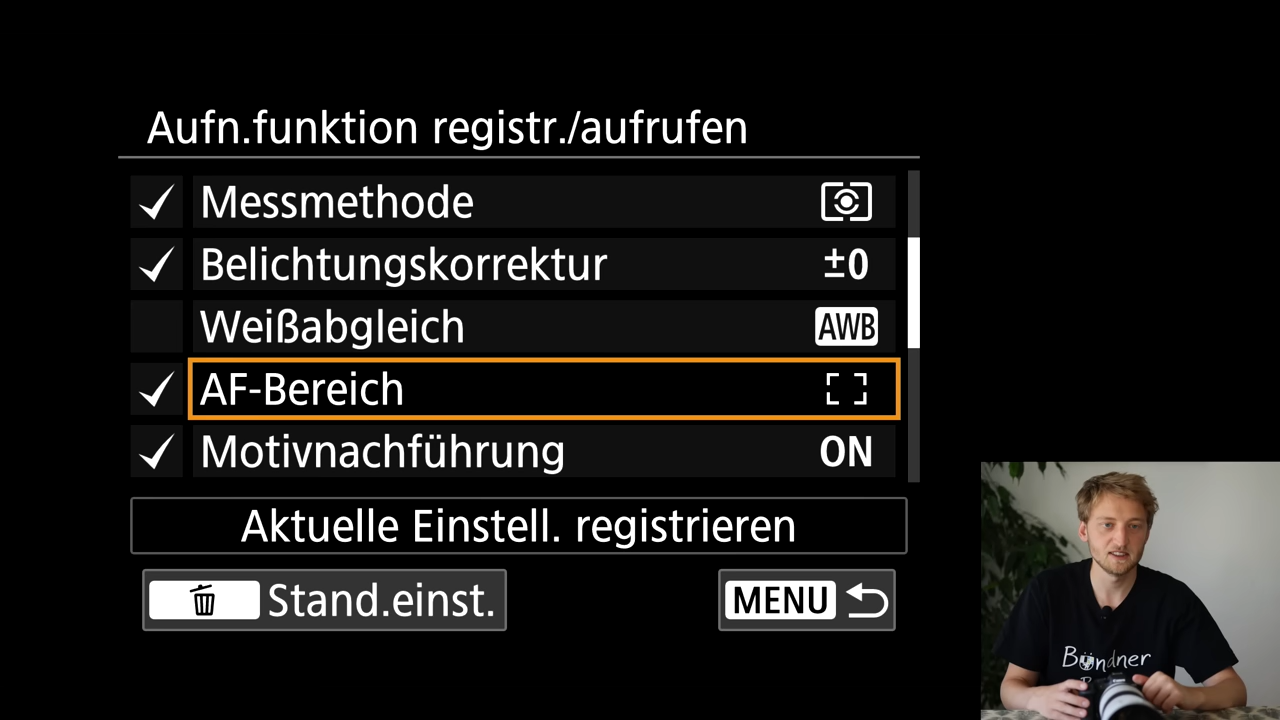 Aufn.funktion registr./aufrufen
Messmethode
Belichtungskorrektur ±0
Weißabgleich AWB
AF-Bereich
Motivnachführung ON
Aktuelle Einstell. registrieren
Stand.einst.
MENU
Bündner